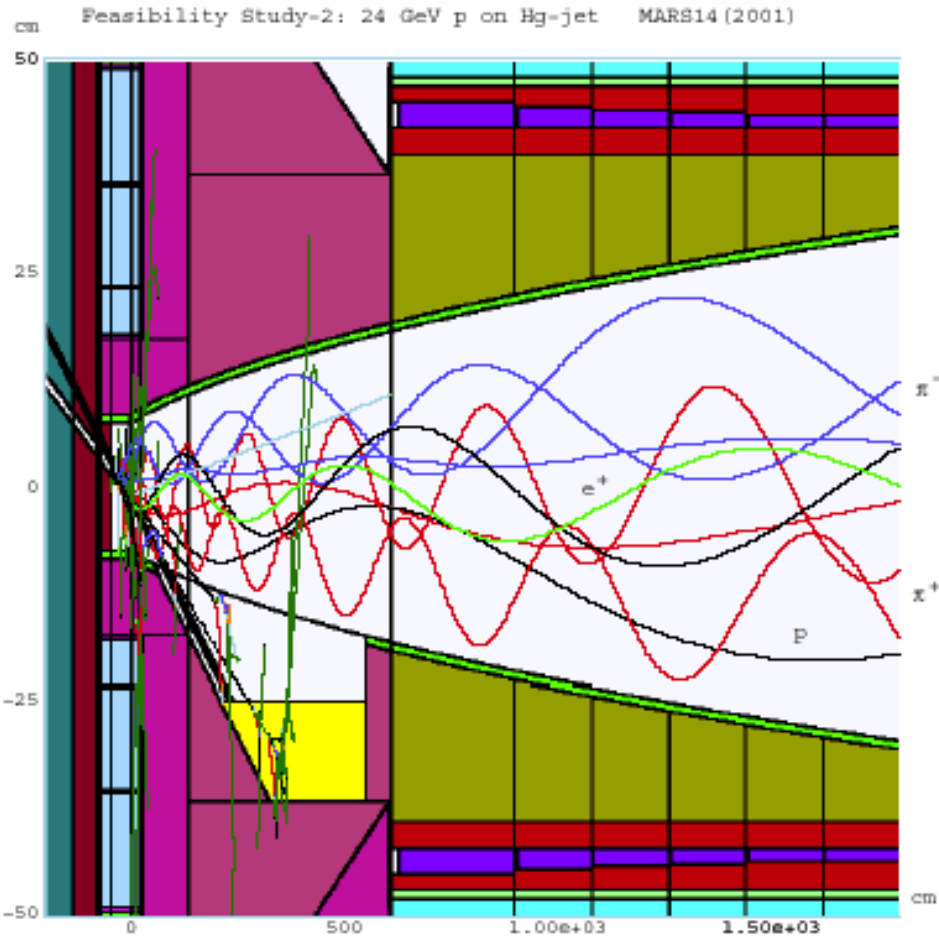 Feasibility Study-2: 24 GeV p on Hg-jet MARS14(2001)
cm
50
25
0
-25
-50
e+
π-
π+
p
cm
0 500 1.00e+03 1.50e+03